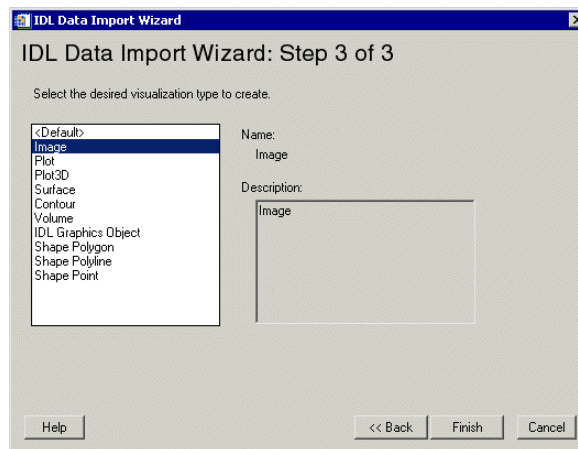 IDL Data Import Wizard
IDL Data Import Wizard: Step 3 of 3
Select the desired visualization type to create.
<Default>
Image
Plot
Plot3D
Surface
Contour
Volume
IDL Graphics Object
Shape Polygon
Shape Polyline
Shape Point
Name:
Image
Description:
Image
Help
<< Back
Finish
Cancel